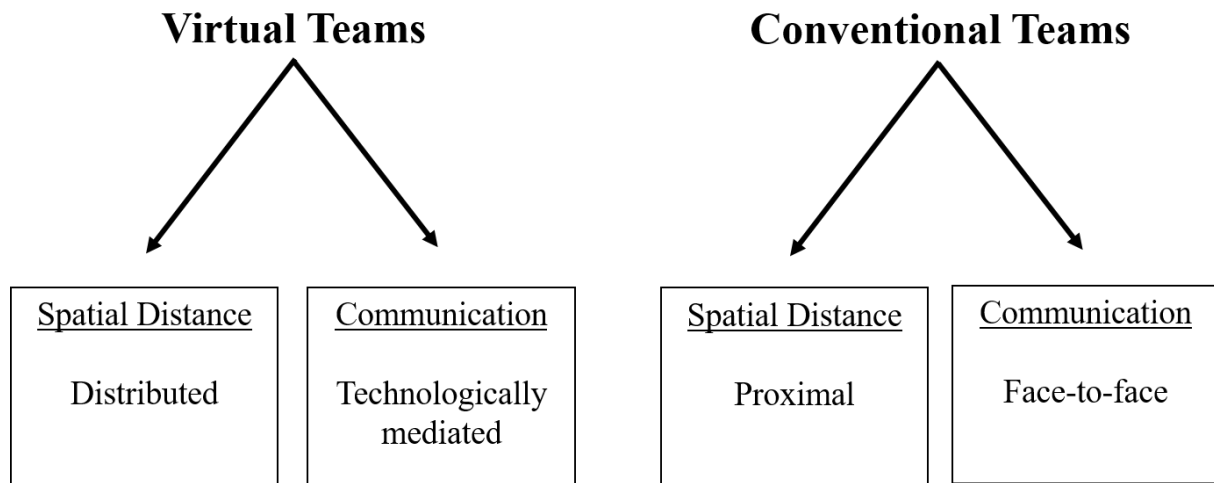 Virtual Teams
Conventional Teams
Spatial Distance
Distributed
Communication
Technologically
mediated
Spatial Distance
Proximal
Communication
Face-to-face